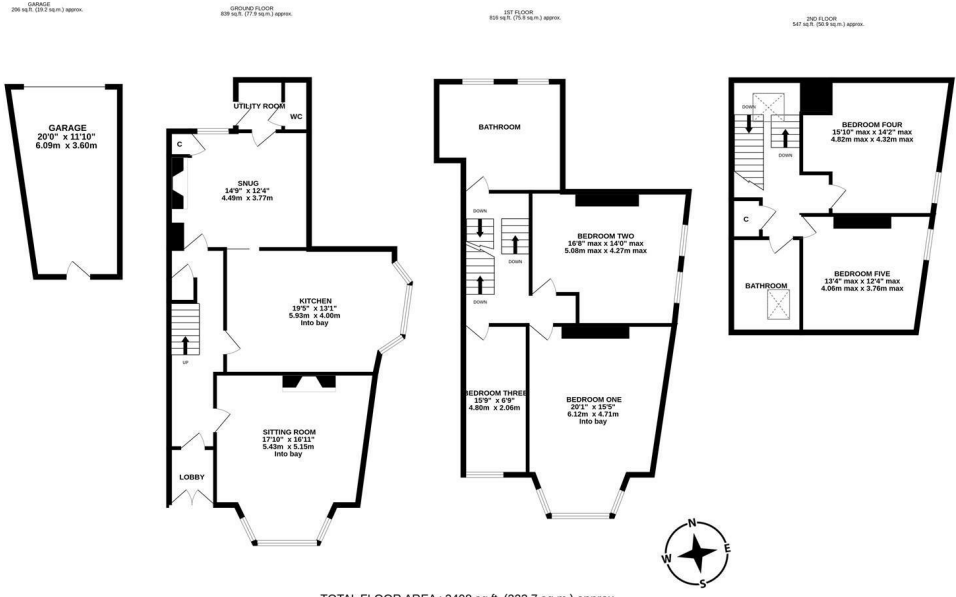 GARAGE
206 sq.ft. (19.2 sq.m.) approx.
GROUND FLOOR
839 sq.ft. (77.9 sq.m.) approx.
1ST FLOOR
816 sq.ft. (75.8 sq.m.) approx.
2ND FLOOR
547 sq.ft. (50.9 sq.m.) approx.
GARAGE
20'0" x 11'10"
6.09m x 3.60m
UTILITY ROOM
WC
C
SNUG
14'9" x 12'4"
4.49m x 3.77m
KITCHEN
19'5" x 13'1"
5.93m x 4.00m
Into bay
UP
SITTING ROOM
17'10" x 16'11"
5.43m x 5.15m
Into bay
LOBBY
BATHROOM
DOWN
DOWN
DOWN
BEDROOM TWO
16'8" max x 14'0" max
5.08m max x 4.27m max
BEDROOM THREE
15'9" x 6'9"
4.80m x 2.06m
BEDROOM ONE
20'1" x 15'5"
6.12m x 4.71m
Into bay
DOWN
DOWN
BEDROOM FOUR
15'10" max x 14'2" max
4.82m max x 4.32m max
C
BATHROOM
BEDROOM FIVE
13'4" max x 12'4" max
4.06m max x 3.76m max
N
E
S
W